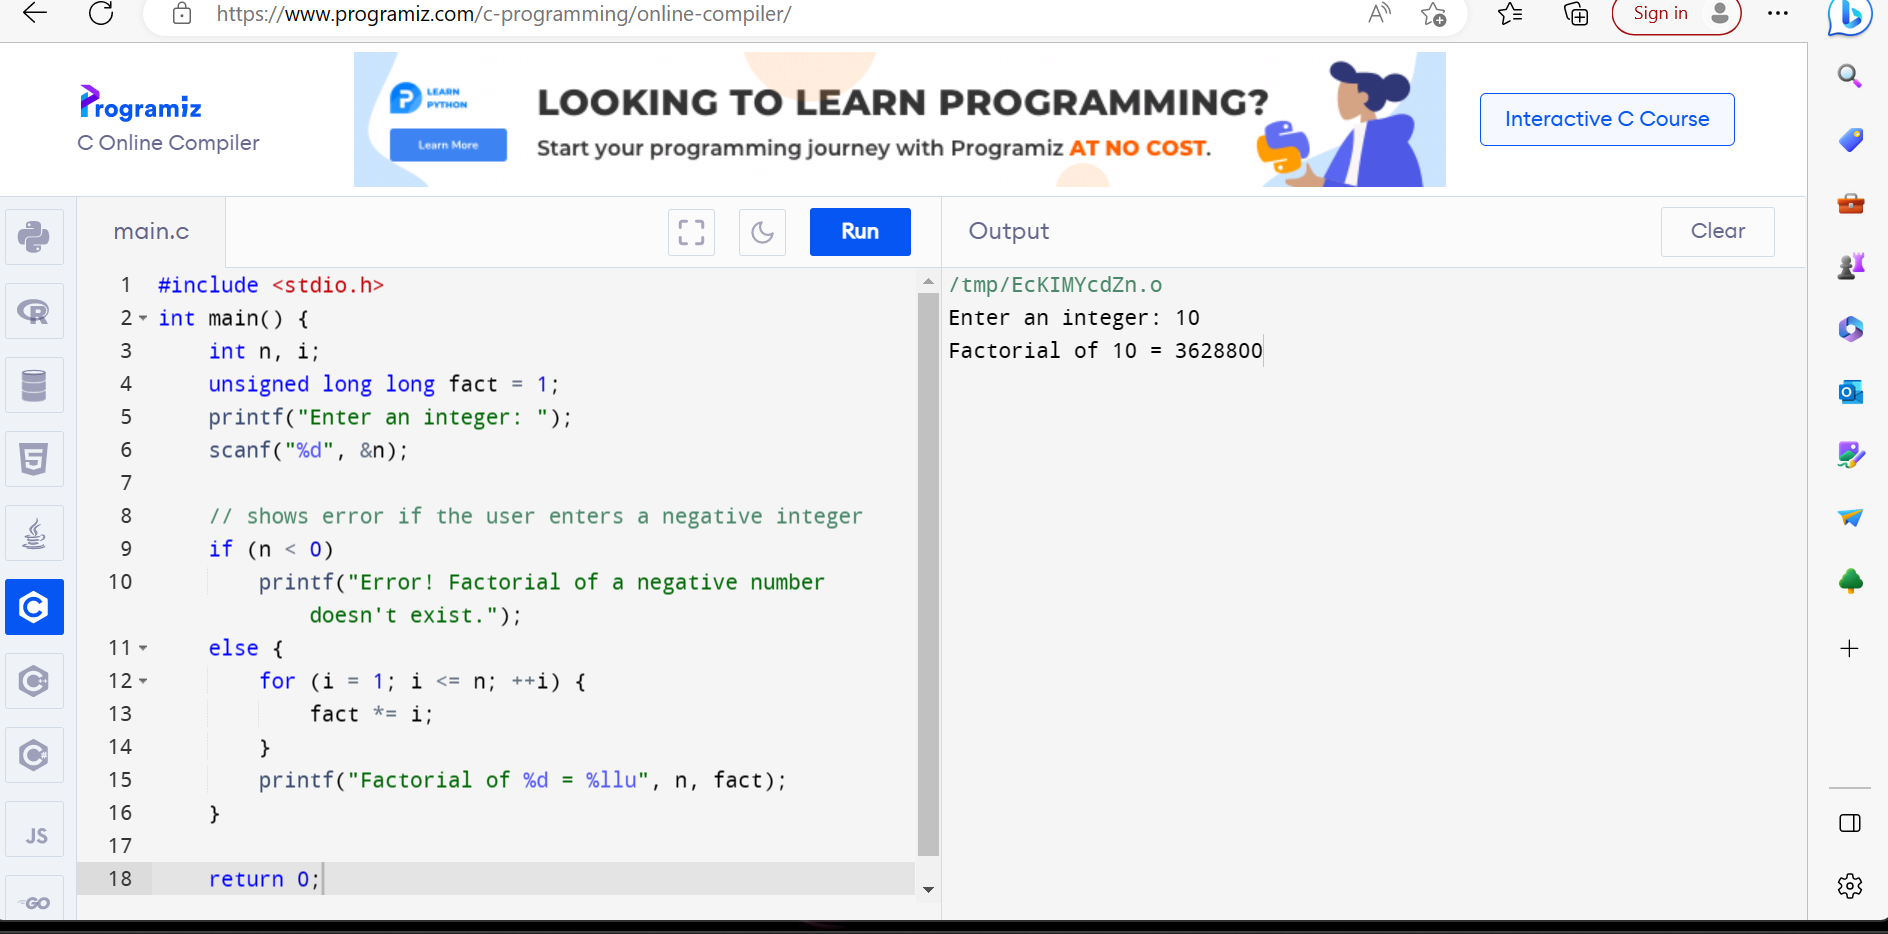 https://www.programiz.com/c-programming/online-compiler/
A
Sign in
Programiz
C Online Compiler
LEARN
PYTHON
Learn More
LOOKING TO LEARN PROGRAMMING?
Start your programming journey with Programiz AT NO COST.
Interactive C Course
main.c
Run
Output
Clear
1 #include <stdio.h>
2 int main() {
3     int n, i;
4     unsigned long long fact = 1;
5     printf("Enter an integer: ");
6     scanf("%d", &n);
7
8     // shows error if the user enters a negative integer
9     if (n < 0)
10         printf("Error! Factorial of a negative number
doesn't exist.");
11     else {
12         for (i = 1; i <= n; ++i) {
13             fact *= i;
14         }
15         printf("Factorial of %d = %llu", n, fact);
16     }
17
18     return 0;
/tmp/EcKIMYcdZn.o
Enter an integer: 10
Factorial of 10 = 3628800
R
5
C
C
C
JS
GO